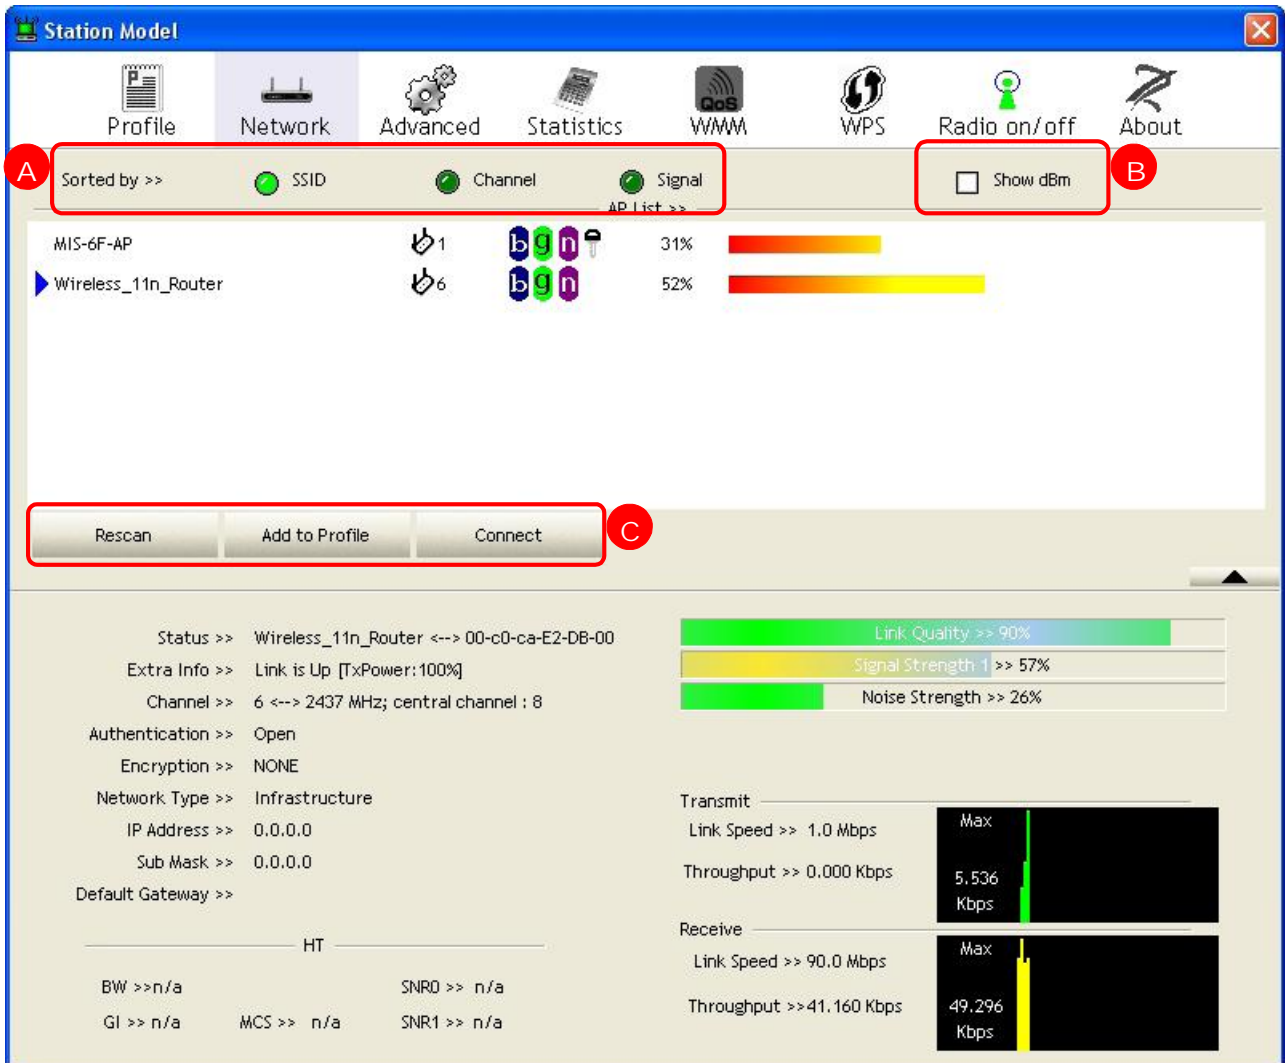 Station Model
Profile Network Advanced Statistics WMM WPS Radio on/off About
QoS
A Sorted by >> SSID Channel Signal Show dBm B
AP List >>
MIS-6F-AP 1 b g n 31%
Wireless_11n_Router 6 b g n 52%
Rescan Add to Profile Connect C
Status >> Wireless_11n_Router <--> 00-c0-ca-E2-DB-00
Extra Info >> Link is Up [TxPower:100%]
Channel >> 6 <--> 2437 MHz; central channel : 8
Authentication >> Open
Encryption >> NONE
Network Type >> Infrastructure
IP Address >> 0.0.0.0
Sub Mask >> 0.0.0.0
Default Gateway >>
HT
BW >>n/a SNR0 >> n/a
GI >> n/a MCS >> n/a SNR1 >> n/a
Link Quality >> 90%
Signal Strength 1 >> 57%
Noise Strength >> 26%
Transmit
Link Speed >> 1.0 Mbps
Throughput >> 0.000 Kbps
Max
5.536
Kbps
Receive
Link Speed >> 90.0 Mbps
Throughput >>41.160 Kbps
Max
49.296
Kbps